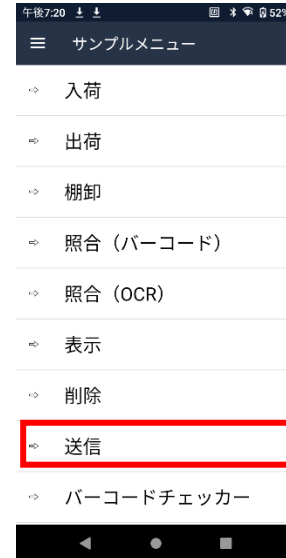 午後7:20 52%
サンプルメニュー
入荷
出荷
棚卸
照合（バーコード）
照合（OCR）
表示
削除
送信
バーコードチェッカー